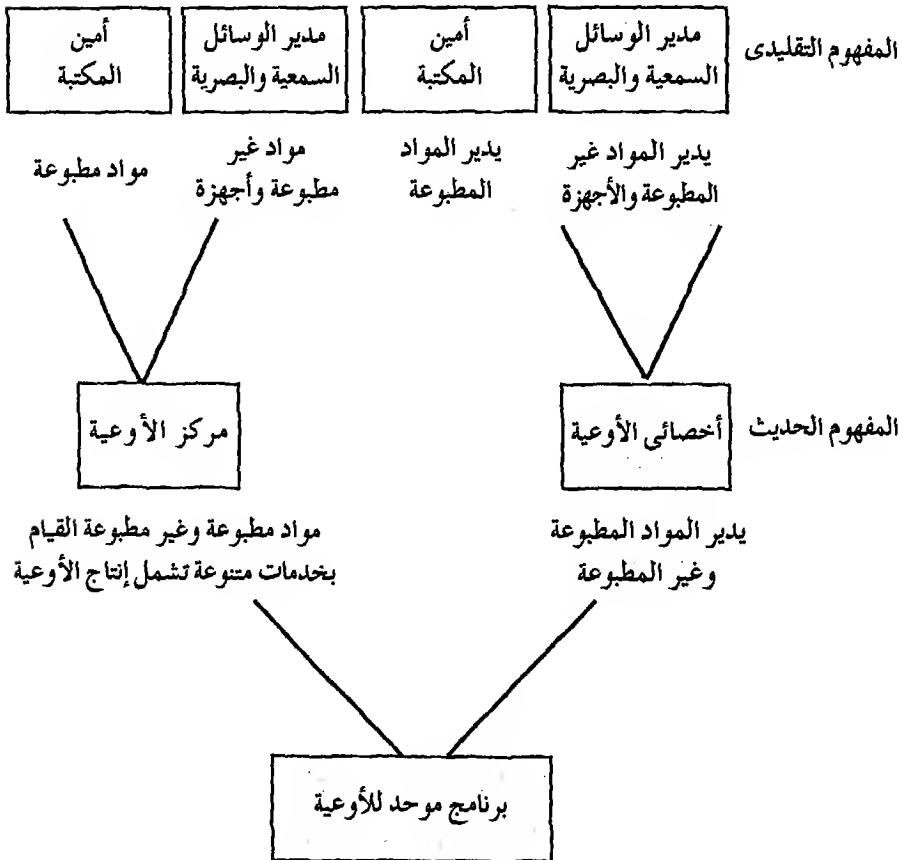 المفهوم التقليدى
مدير الوسائل
السمعية والبصرية
أمين
المكتبة
مدير الوسائل
السمعية والبصرية
أمين
المكتبة
يدير المواد غير
المطبوعة والأجهزة
يدير المواد
المطبوعة
مواد غير
مطبوعة وأجهزة
مواد مطبوعة
المفهوم الحديث
أخصائى الأوعية
مركز الأوعية
يدير المواد المطبوعة
وغير المطبوعة
مواد مطبوعة وغير مطبوعة القيام
بخدمات متنوعة تشمل إنتاج الأوعية
برنامج موحد للأوعية